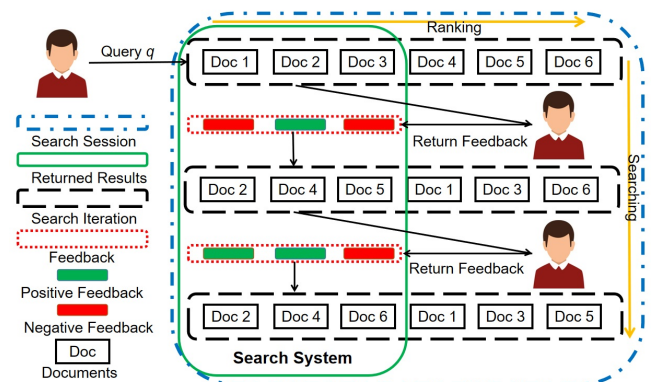 Ranking
Query q
Doc 1 Doc 2 Doc 3 Doc 4 Doc 5 Doc 6
Return Feedback
Search Session
Returned Results
Search Iteration
Feedback
Positive Feedback
Negative Feedback
Doc
Documents
Doc 2 Doc 4 Doc 5 Doc 1 Doc 3 Doc 6
Searching
Return Feedback
Doc 2 Doc 4 Doc 6 Doc 1 Doc 3 Doc 5
Search System